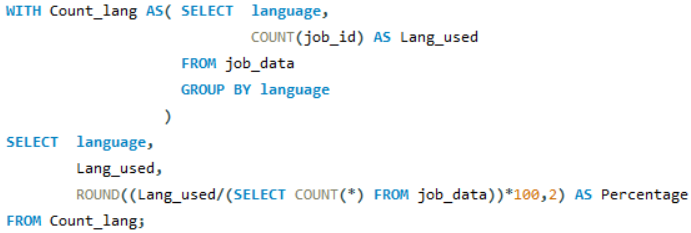 WITH Count_lang AS( SELECT  language,
                            COUNT(job_id) AS Lang_used
                    FROM job_data
                    GROUP BY language
                  )
SELECT  language,
        Lang_used,
        ROUND((Lang_used/(SELECT COUNT(*) FROM job_data))*100,2) AS Percentage
FROM Count_lang;